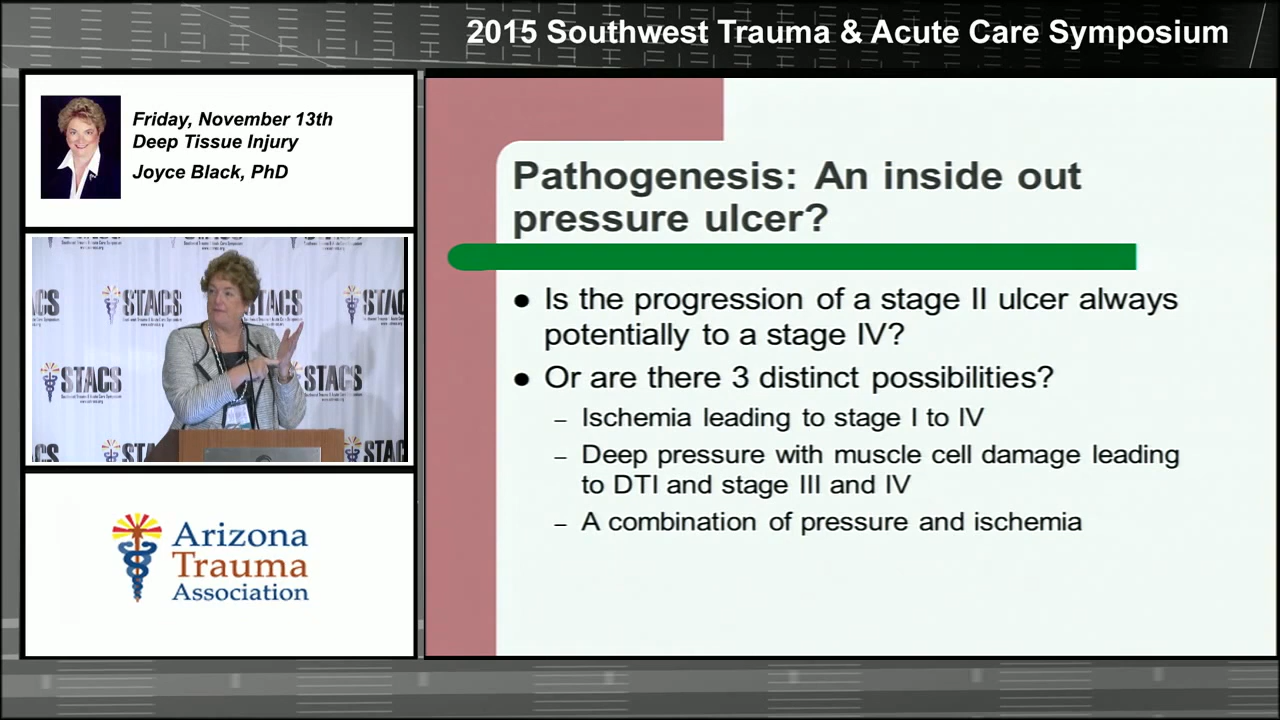 2015 Southwest Trauma & Acute Care Symposium
Friday, November 13th
Deep Tissue Injury
Joyce Black, PhD
STACS
STACS
STACS
STACS
Arizona
Trauma
Association
Pathogenesis: An inside out
pressure ulcer?
● Is the progression of a stage II ulcer always
potentially to a stage IV?
● Or are there 3 distinct possibilities?
– Ischemia leading to stage I to IV
– Deep pressure with muscle cell damage leading
to DTI and stage III and IV
– A combination of pressure and ischemia